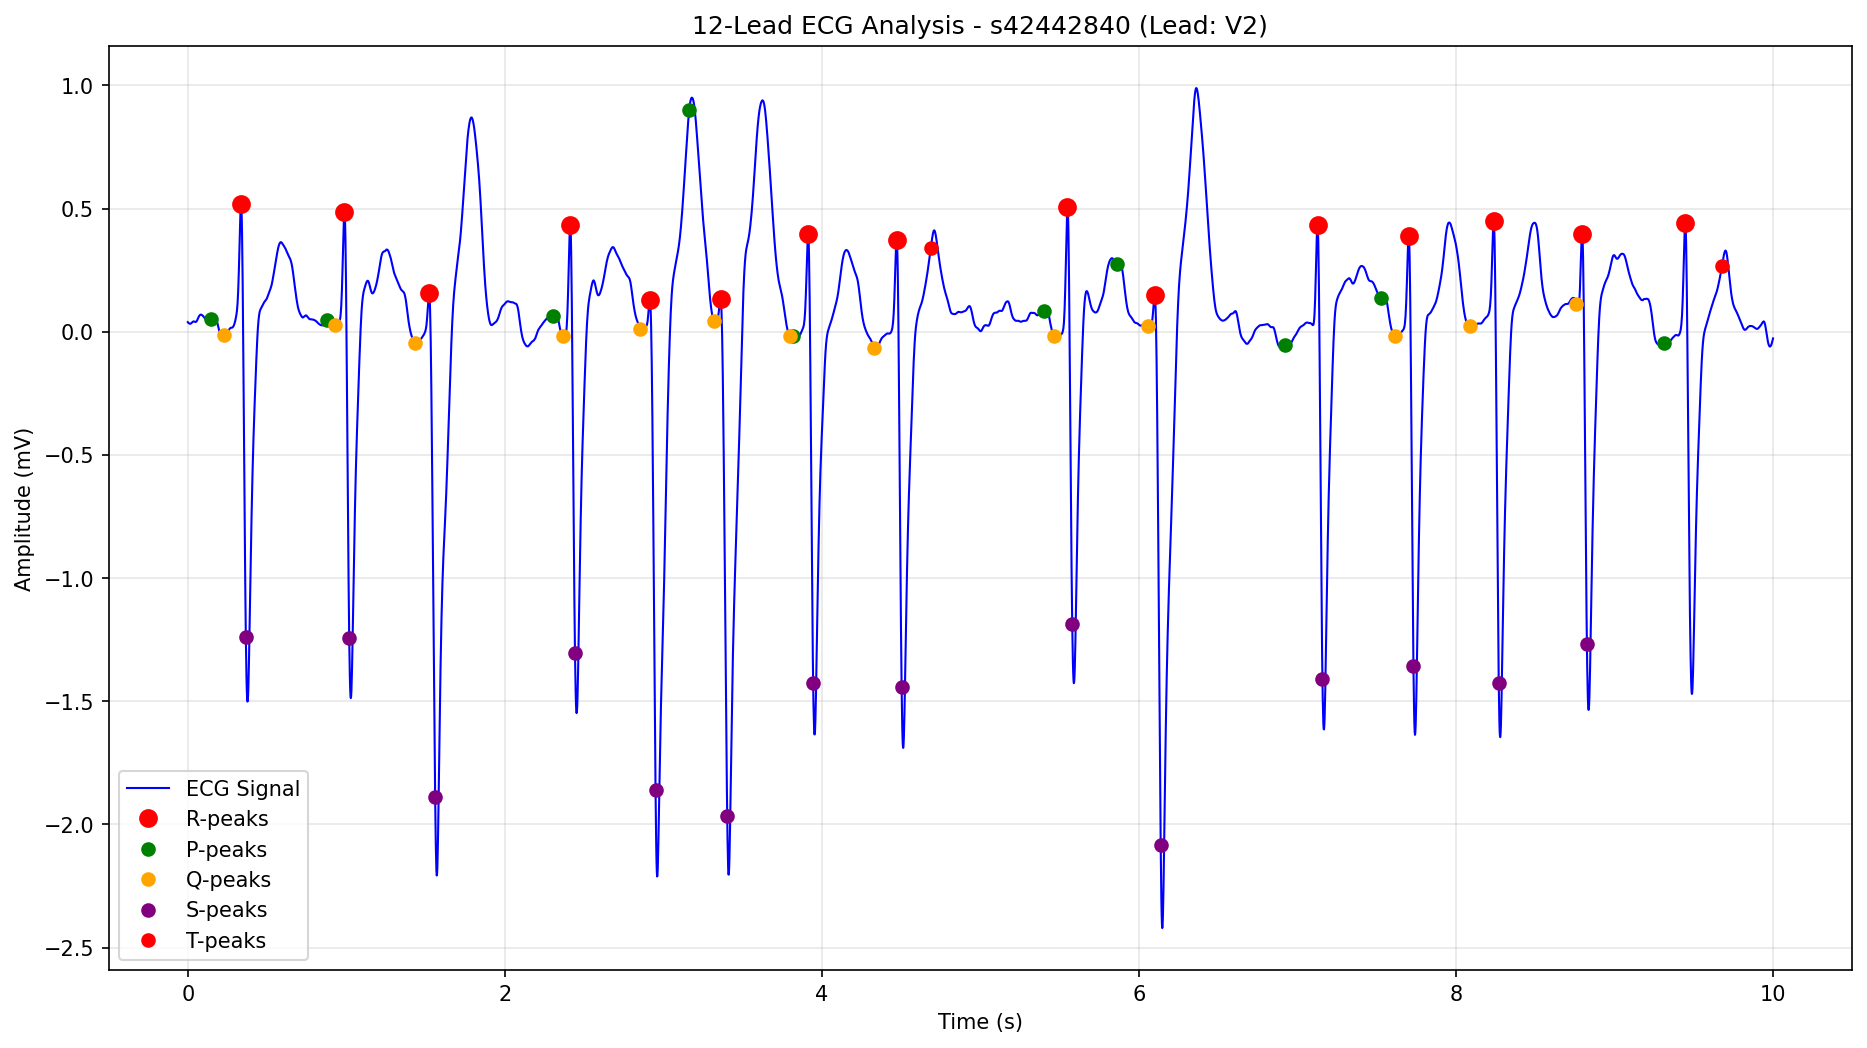 12-Lead ECG Analysis - s42442840 (Lead: V2)
1.0
0.5
0.0
−0.5
−1.0
−1.5
−2.0
−2.5
Amplitude (mV)
ECG Signal
R-peaks
P-peaks
Q-peaks
S-peaks
T-peaks
0
2
4
6
8
10
Time (s)